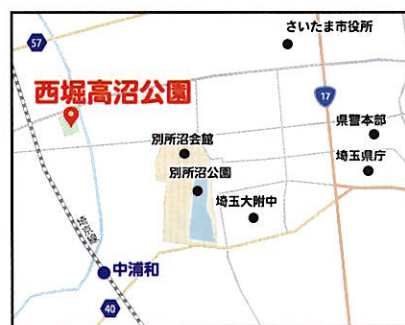 さいたま市役所
57
西堀高沼公園
17
県警本部
別所沼会館
埼玉県庁
別所沼公園
埼玉大附中
埼京線
中浦和
40